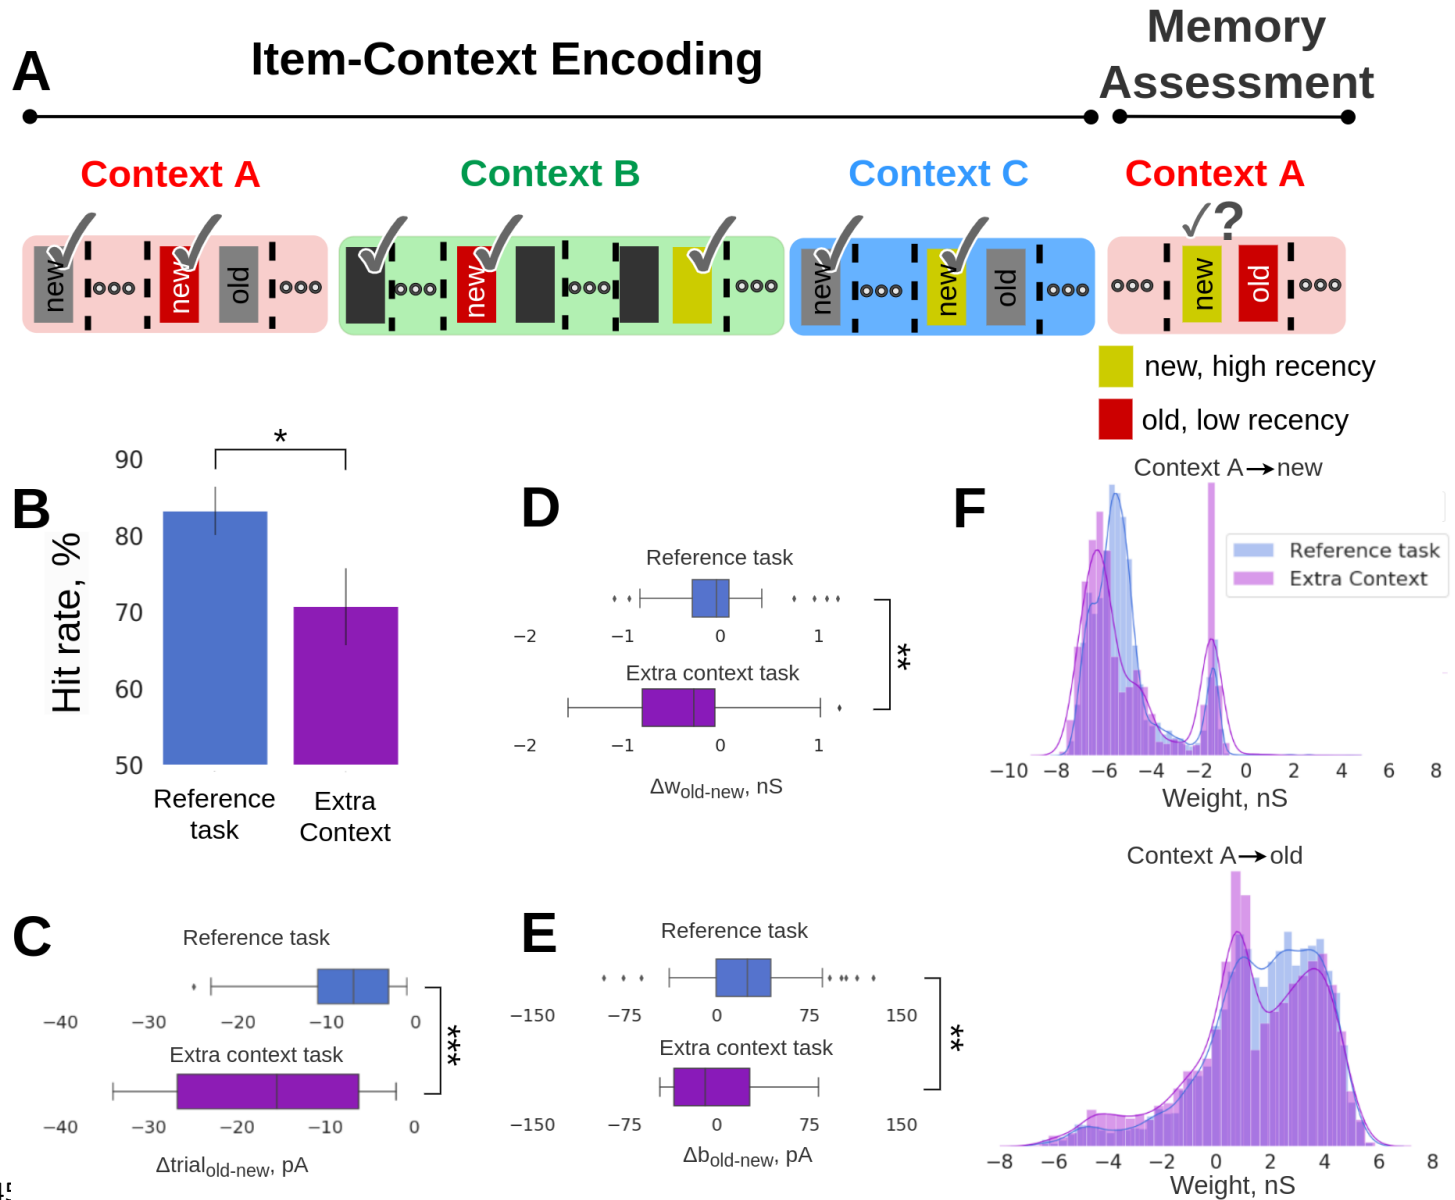 A
Item-Context Encoding
Memory
Assessment
Context A
Context B
Context C
Context A
?
new
new
old
new
new
new
old
new
old
new, high recency
old, low recency
B
Hit rate, %
90
80
70
60
50
*
Reference
task
Extra
Context
C
Reference task
-40 -30 -20 -10 0
Extra context task
-40 -30 -20 -10 0
***
Δtrial old-new, pA
D
Reference task
-2 -1 0 1
Extra context task
-2 -1 0 1
**
Δw old-new, nS
E
Reference task
-150 -75 0 75 150
Extra context task
-150 -75 0 75 150
**
Δb old-new, pA
F
Context A→new
Reference task
Extra Context
-10 -8 -6 -4 -2 0 2 4 6 8
Weight, nS
Context A→old
-8 -6 -4 -2 0 2 4 6 8
Weight, nS